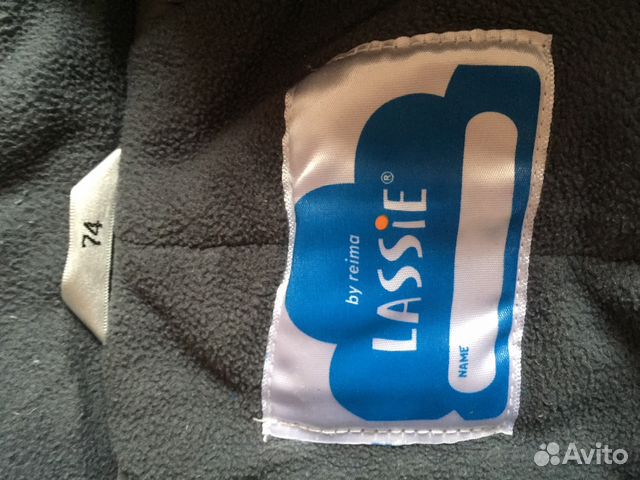 74
by reima
LASSiE®
NAME
Avito